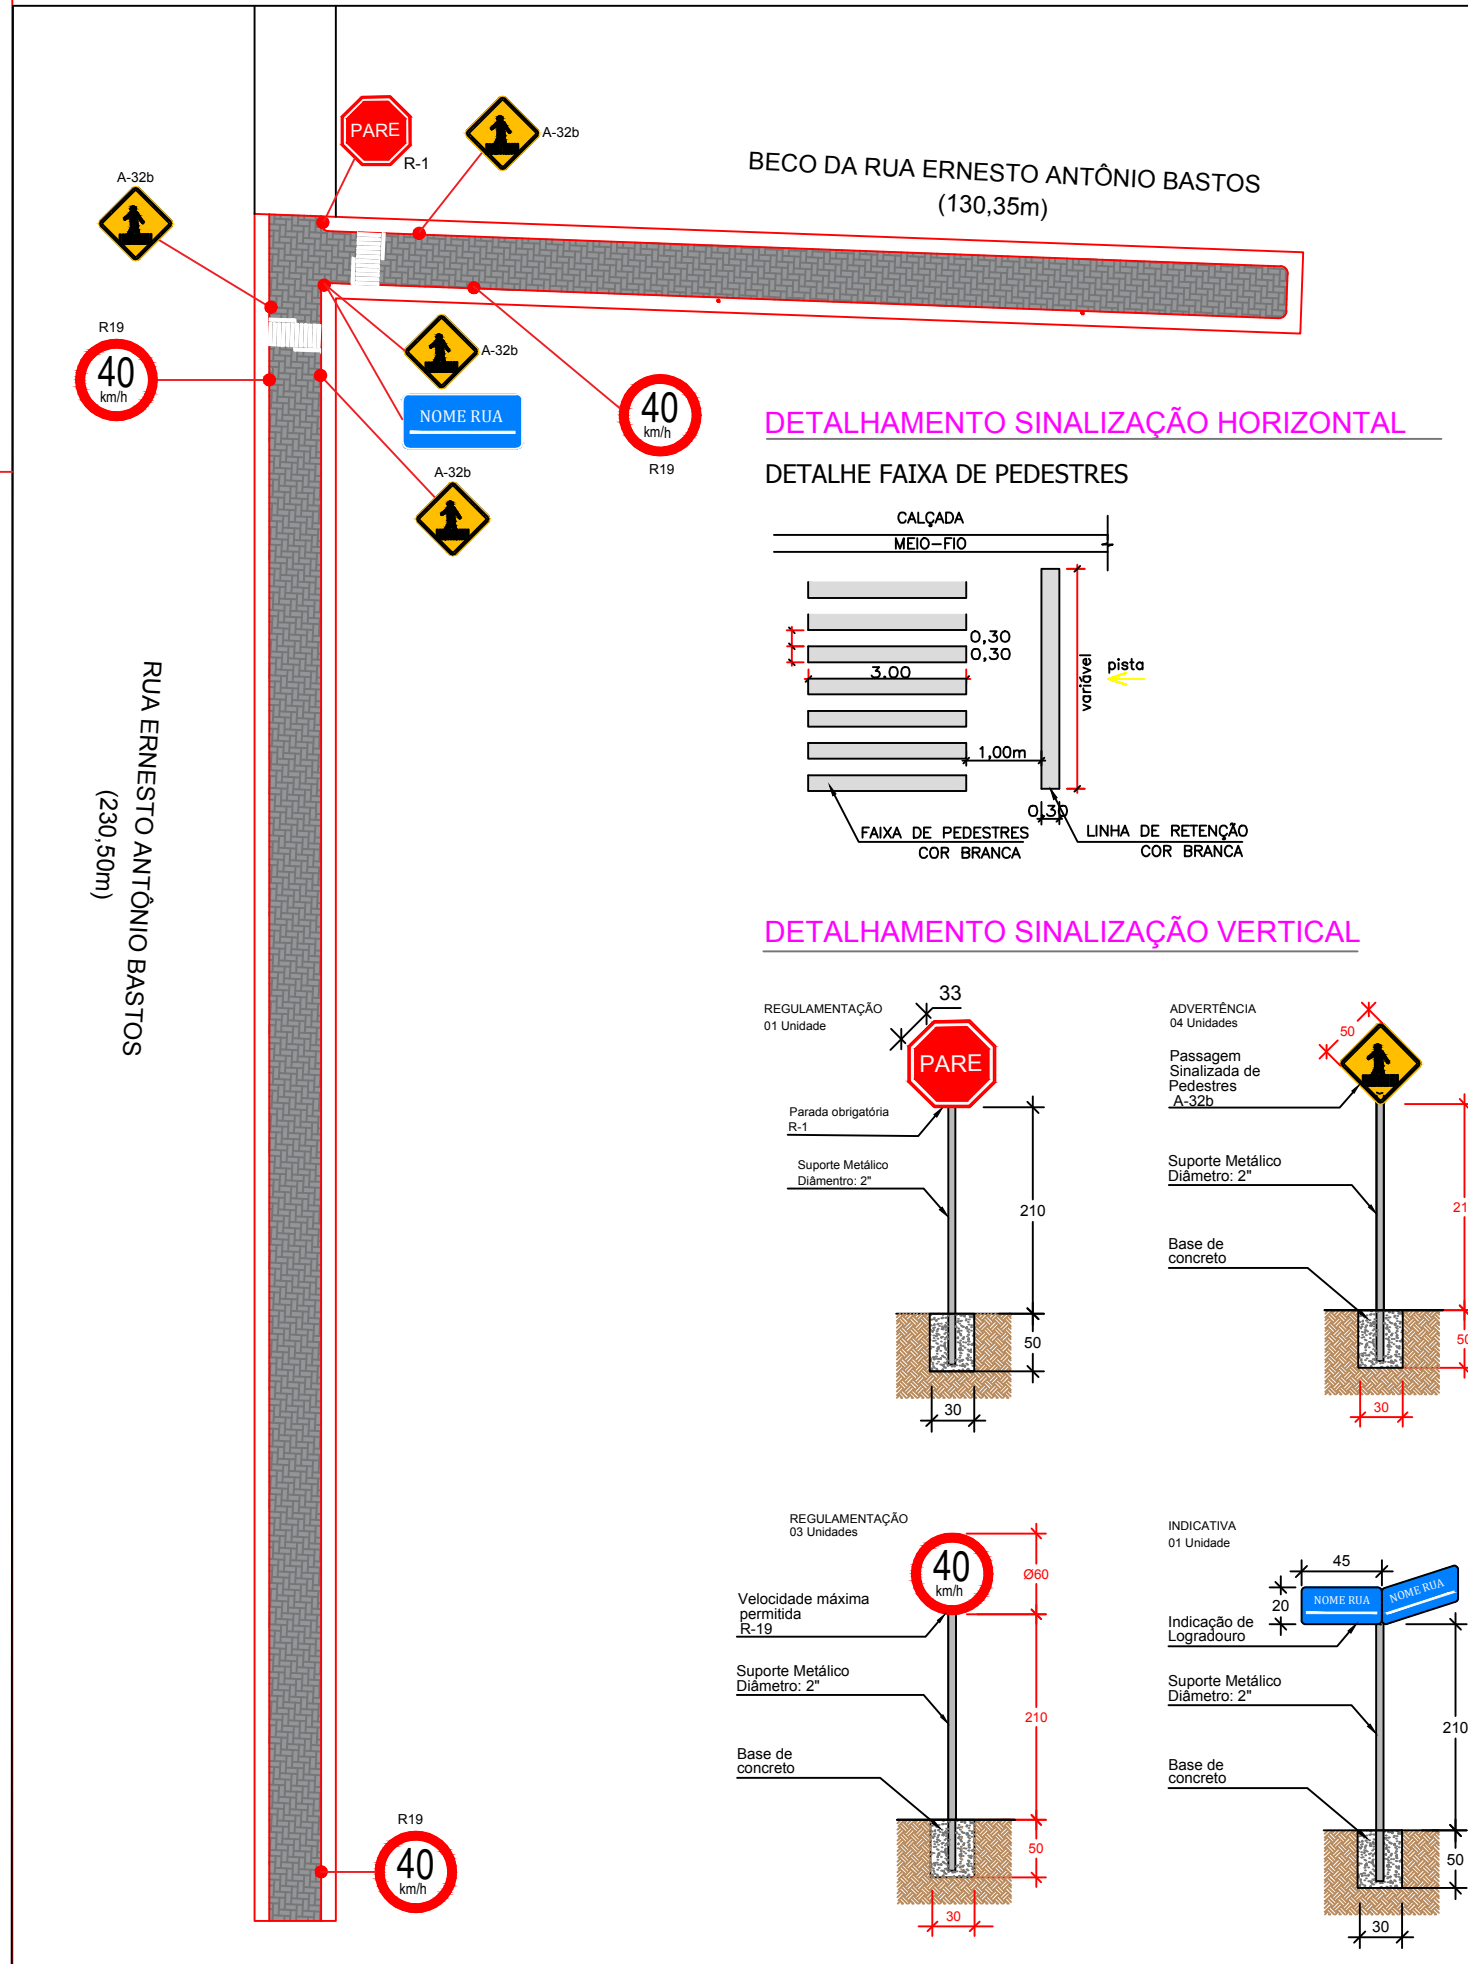 PARE
R-1
A-32b
A-32b
BECO DA RUA ERNESTO ANTÔNIO BASTOS
(130,35m)
R19
40
km/h
A-32b
NOME RUA
40
km/h
R19
A-32b
RUA ERNESTO ANTÔNIO BASTOS
(230,50m)
R19
40
km/h
DETALHAMENTO SINALIZAÇÃO HORIZONTAL
DETALHE FAIXA DE PEDESTRES
CALÇADA
MEIO-FIO
0,30
0,30
3.00
variável
pista
1,00m
0,30
FAIXA DE PEDESTRES
COR BRANCA
LINHA DE RETENÇÃO
COR BRANCA
DETALHAMENTO SINALIZAÇÃO VERTICAL
REGULAMENTAÇÃO
01 Unidade
33
PARE
Parada obrigatória
R-1
Suporte Metálico
Diâmentro: 2"
210
50
30
ADVERTÊNCIA
04 Unidades
50
Passagem
Sinalizada de
Pedestres
A-32b
Suporte Metálico
Diâmetro: 2"
Base de
concreto
21
50
30
REGULAMENTAÇÃO
03 Unidades
40
km/h
Ø60
Velocidade máxima
permitida
R-19
Suporte Metálico
Diâmetro: 2"
210
Base de
concreto
50
30
INDICATIVA
01 Unidade
45
20
NOME RUA
NOME RUA
Indicação de
Logradouro
Suporte Metálico
Diâmetro: 2"
210
Base de
concreto
50
30